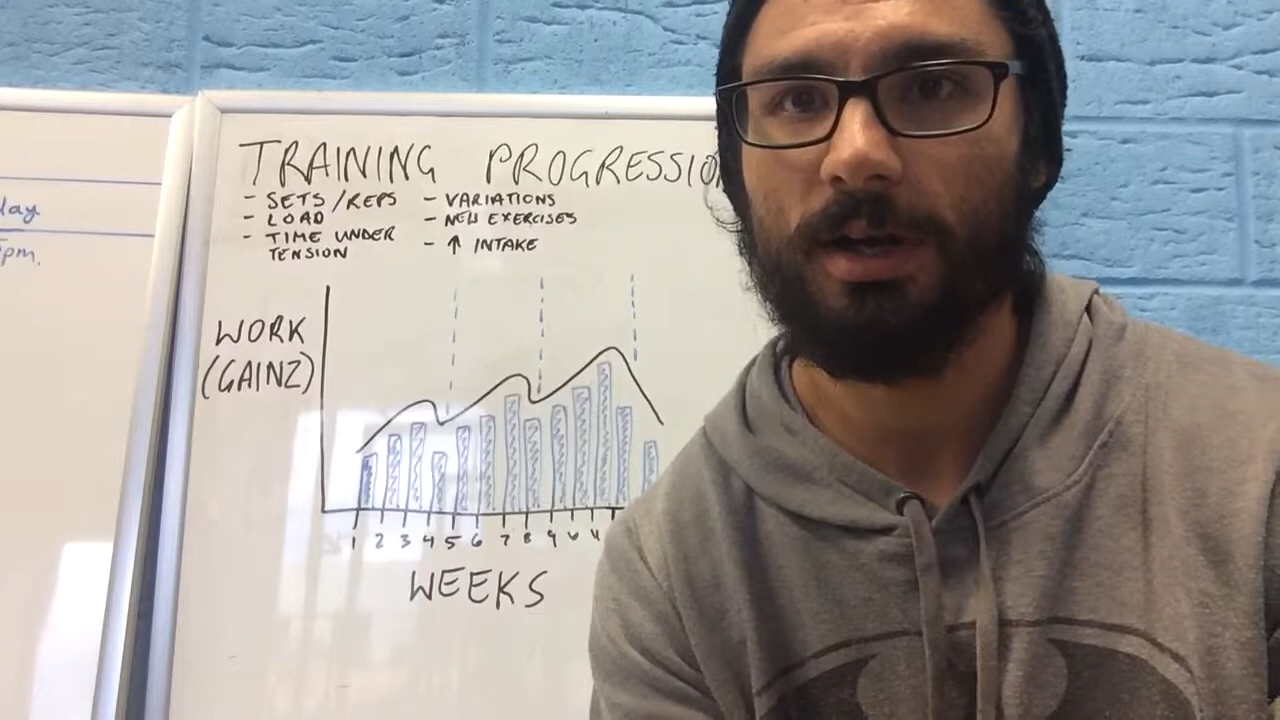 TRAINING PROGRESSION
- SETS/REPS
- LOAD
- TIME UNDER
TENSION
- VARIATIONS
- NEW EXERCISES
- ↑ INTAKE
WORK
(GAINZ)
1 2 3 4 5 6 7 8 9
WEEKS
pm.